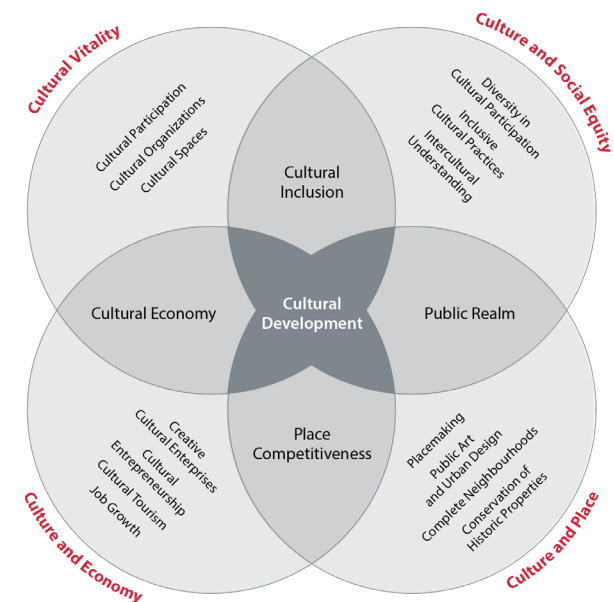 Cultural Vitality
Culture and Social Equity
Cultural Participation
Cultural Organizations
Cultural Spaces
Diversity in
Cultural Participation
Inclusive
Cultural Practices
Intercultural
Understanding
Cultural
Inclusion
Cultural Economy
Cultural
Development
Public Realm
Place
Competitiveness
Creative
Cultural Enterprises
Cultural
Entrepreneurship
Cultural Tourism
Job Growth
Placemaking
Public Art
and Urban Design
Complete Neighbourhoods
Conservation of
Historic Properties
Culture and Economy
Culture and Place